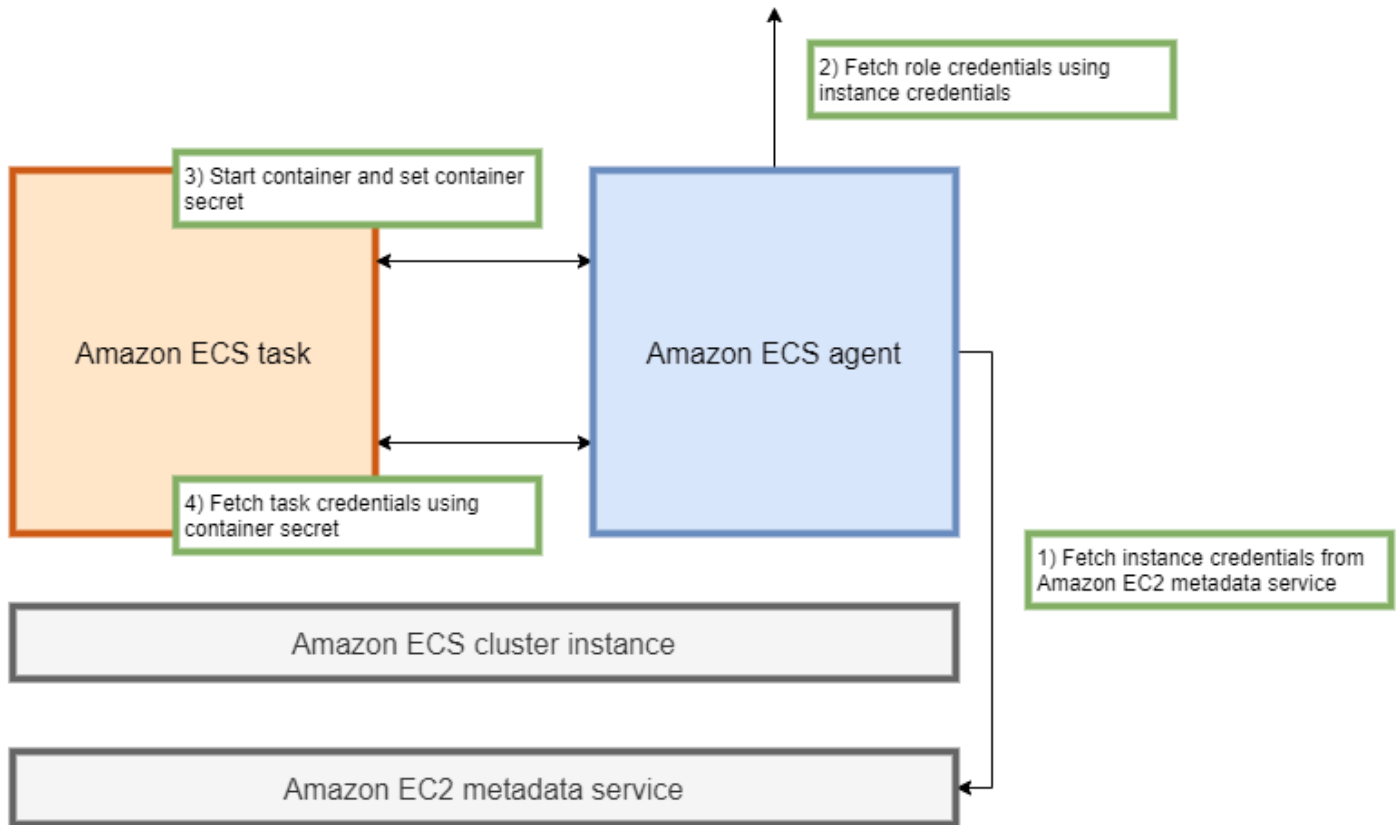 2) Fetch role credentials using
instance credentials
3) Start container and set container
secret
Amazon ECS task
Amazon ECS agent
4) Fetch task credentials using
container secret
1) Fetch instance credentials from
Amazon EC2 metadata service
Amazon ECS cluster instance
Amazon EC2 metadata service